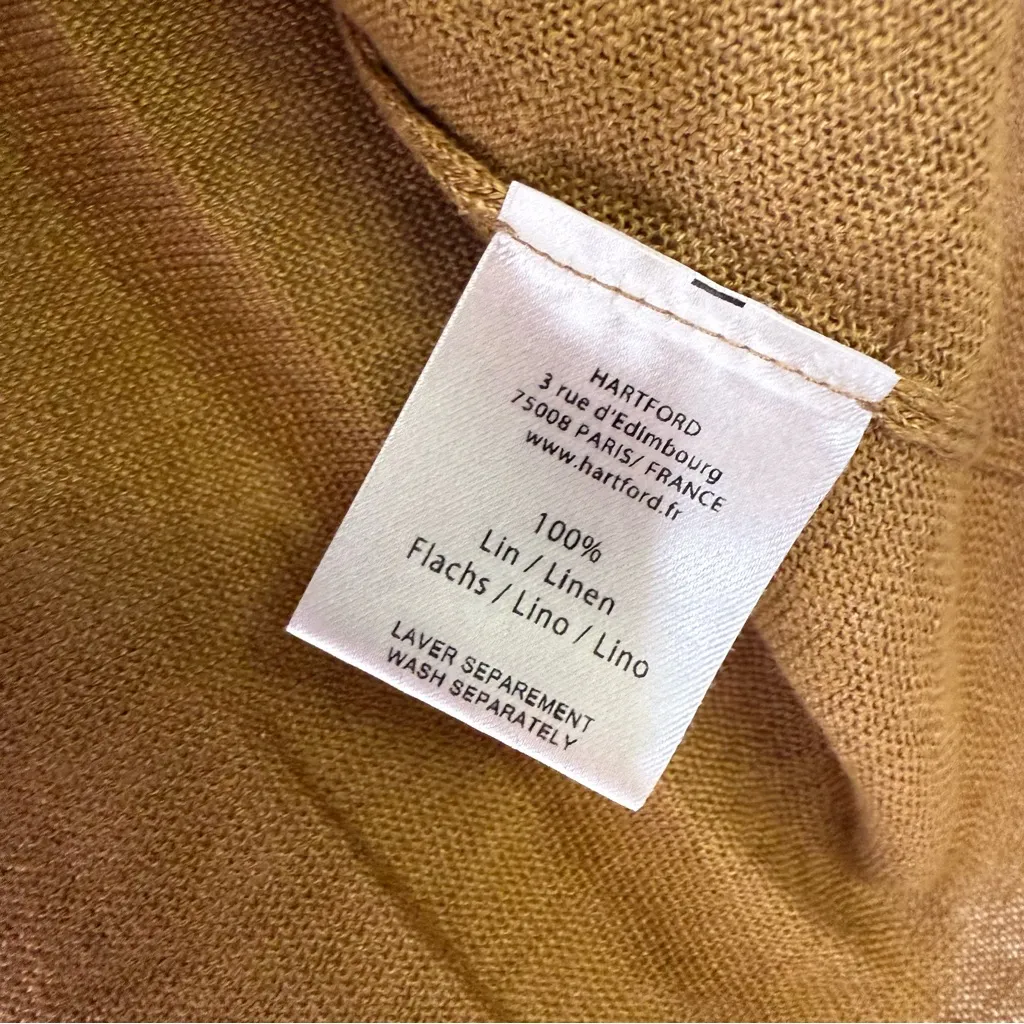 HARTFORD
3 rue d'Edimbourg
75008 PARIS/ FRANCE
www.hartford.fr
100%
Lin / Linen
Flachs / Lino / Lino
LAVER SEPAREMENT
WASH SEPARATELY